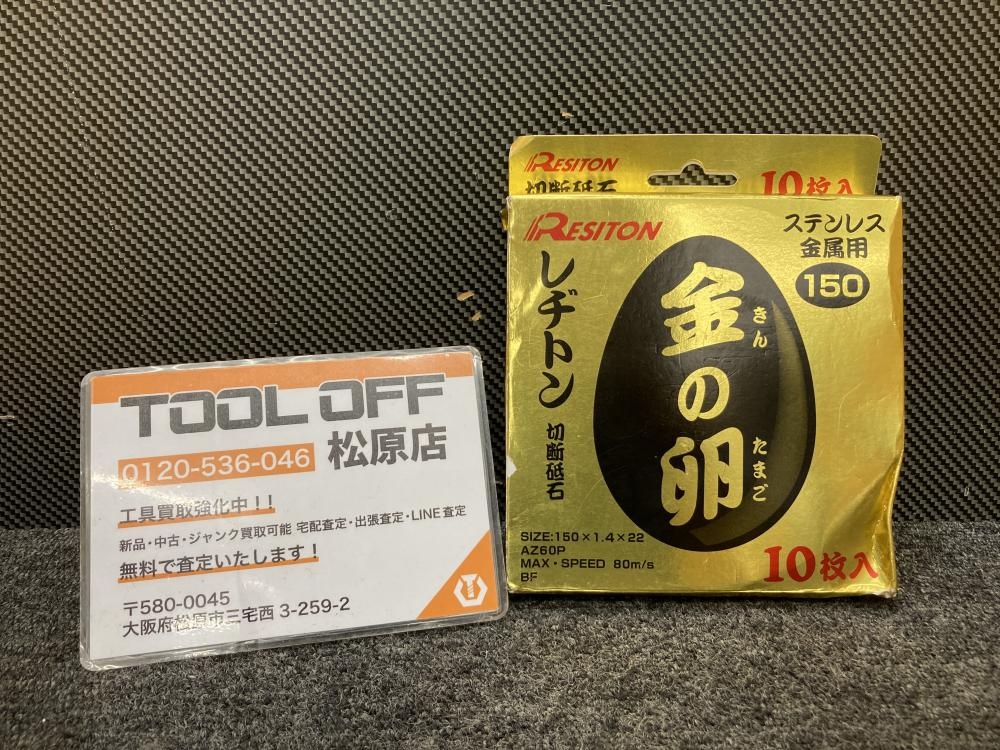 TOOL OFF
0120-536-046 松原店
工具買取強化中！！
新品・中古・ジャンク買取可能 宅配査定・出張査定・LINE査定
無料で査定いたします！
〒580-0045
大阪府松原市三宅西 3-259-2
RESITON
切断砥石
10枚入
RESITON
ステンレス
金属用
150
レヂトン
切断砥石
金の卵
きん
たまご
SIZE:150×1.4×22
AZ60P
MAX・SPEED 80m/s
BF
10枚入